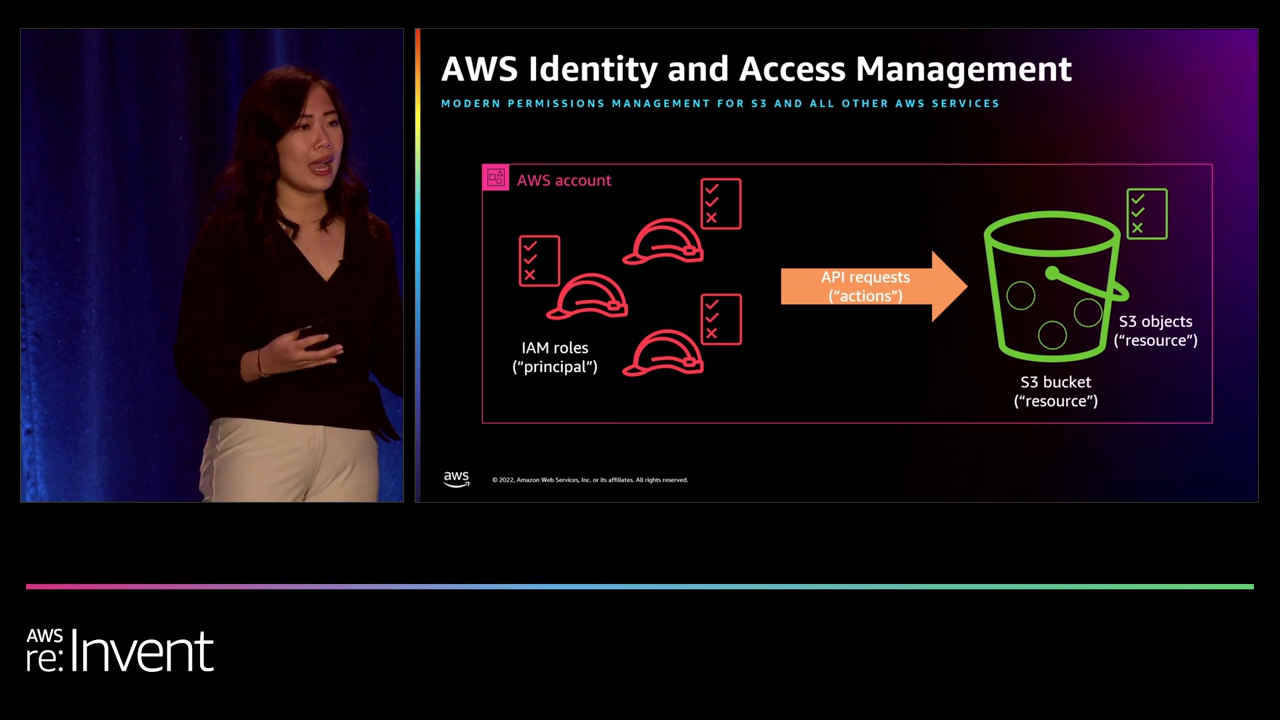 AWS Identity and Access Management
MODERN PERMISSIONS MANAGEMENT FOR S3 AND ALL OTHER AWS SERVICES
AWS account
IAM roles
(“principal”)
API requests
(“actions”)
S3 objects
(“resource”)
S3 bucket
(“resource”)
aws
© 2022, Amazon Web Services, Inc. or its affiliates. All rights reserved.
AWS
re:Invent